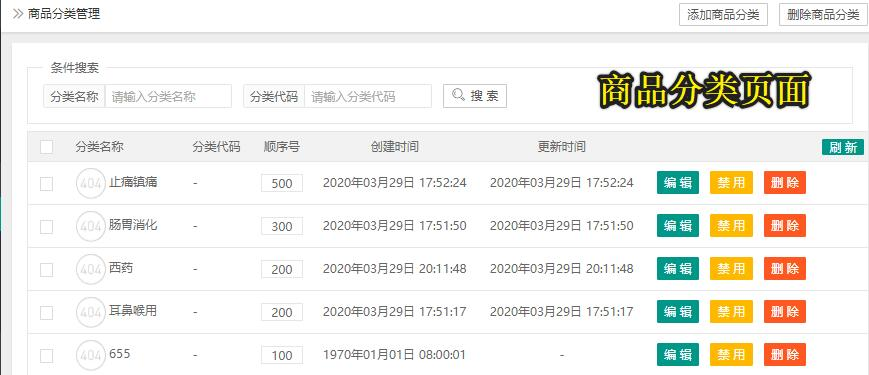 商品分类管理 添加商品分类 删除商品分类
条件搜索
分类名称 请输入分类名称 分类代码 请输入分类代码 搜 索
商品分类页面
分类名称 分类代码 顺序号 创建时间 更新时间 刷 新
404 止痛镇痛 - 500 2020年03月29日 17:52:24 2020年03月29日 17:52:24 编 辑 禁 用 删 除
404 肠胃消化 - 300 2020年03月29日 17:51:50 2020年03月29日 17:51:50 编 辑 禁 用 删 除
404 西药 - 200 2020年03月29日 20:11:48 2020年03月29日 20:11:48 编 辑 禁 用 删 除
404 耳鼻喉用 - 200 2020年03月29日 17:51:17 2020年03月29日 17:51:17 编 辑 禁 用 删 除
404 655 - 100 1970年01月01日 08:00:01 - 编 辑 禁 用 删 除